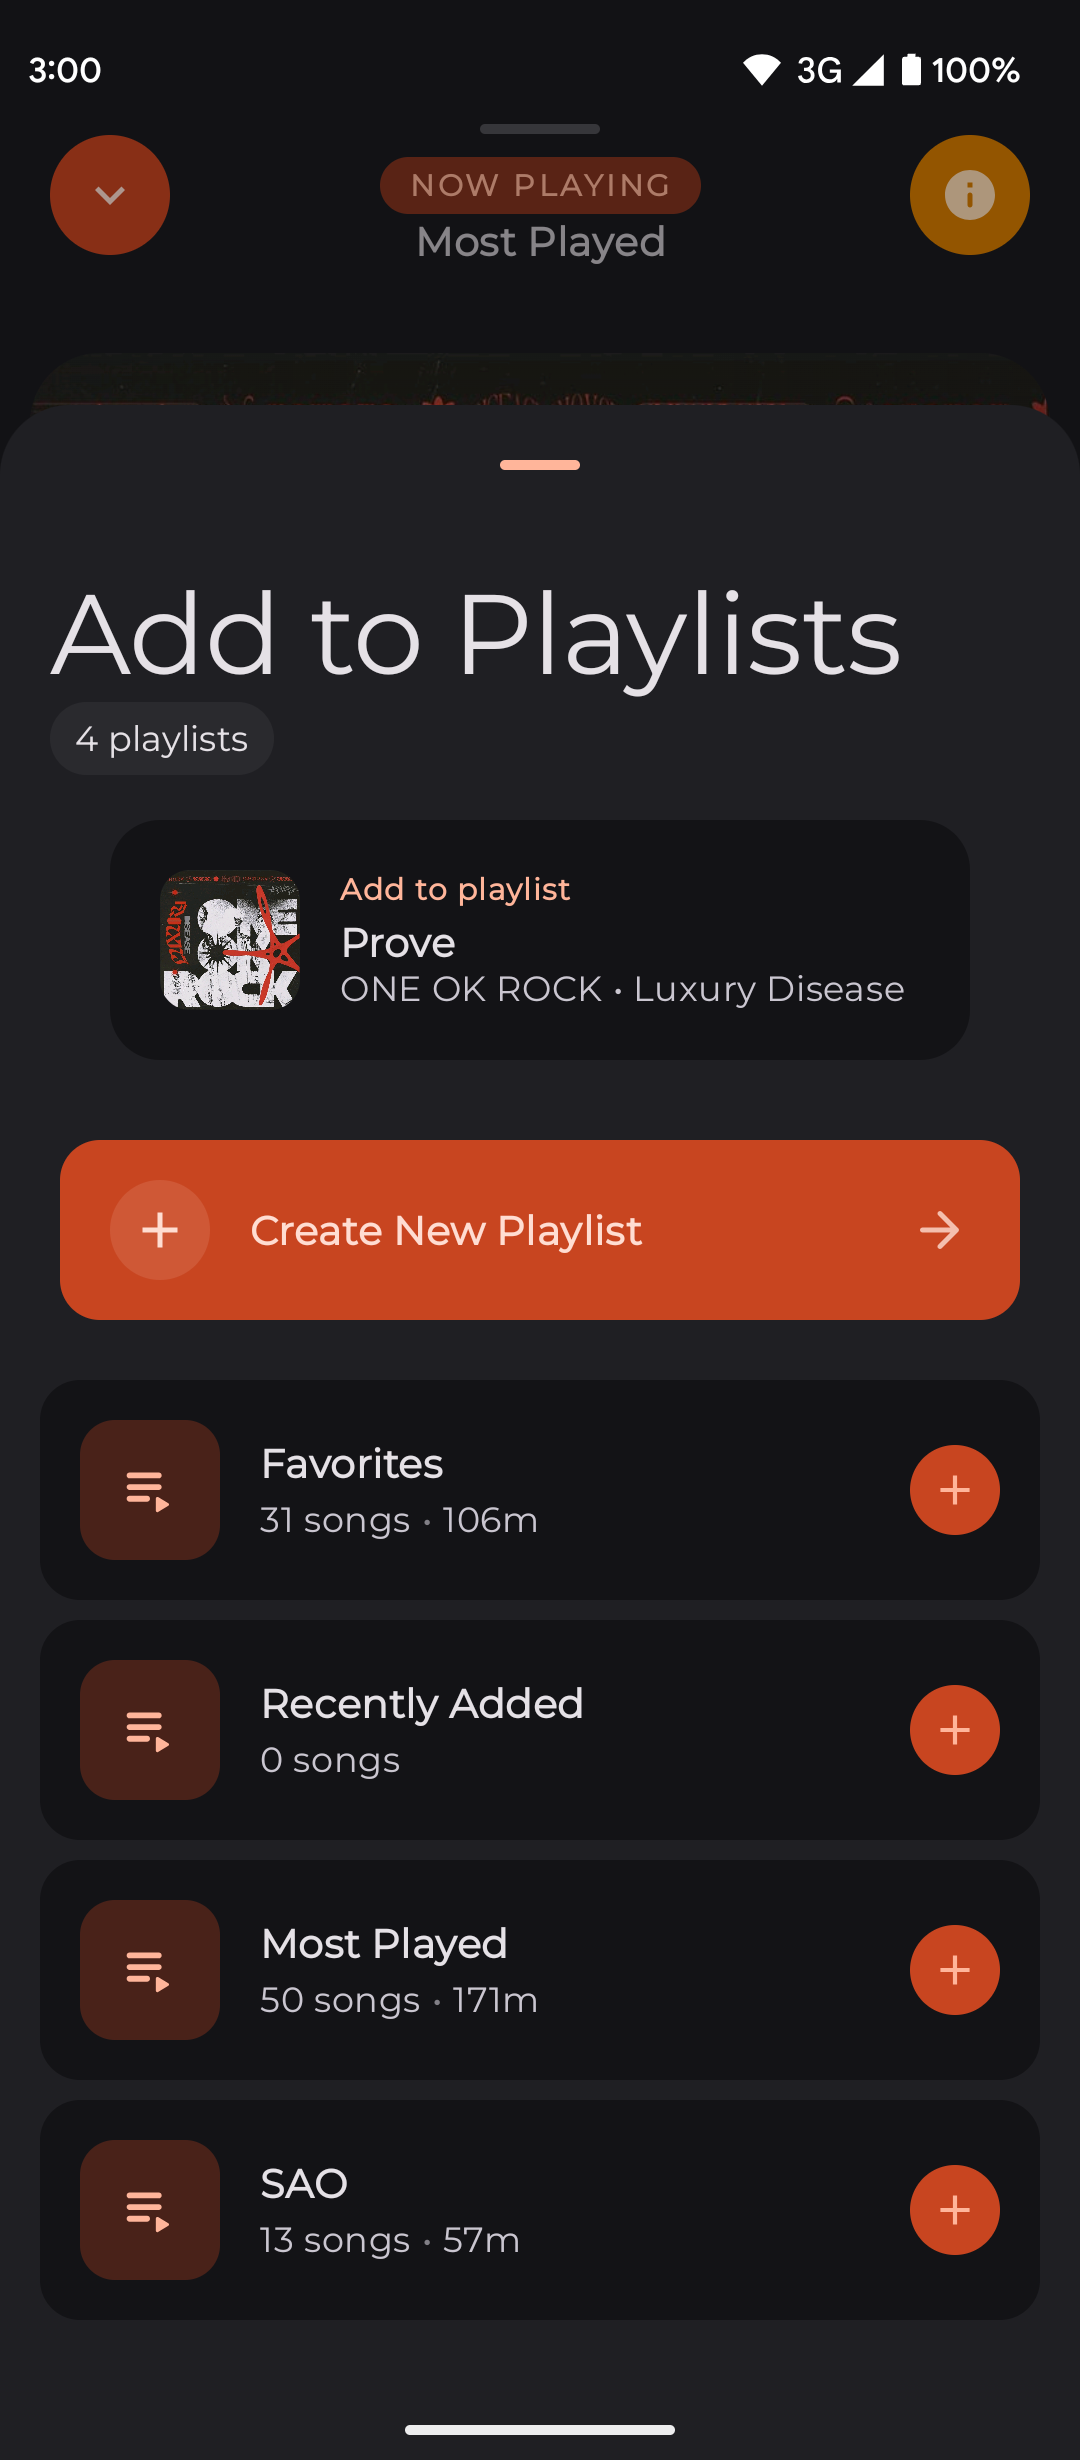 3:00
3G 100%
NOW PLAYING
Most Played
Add to Playlists
4 playlists
Add to playlist
Prove
ONE OK ROCK • Luxury Disease
Create New Playlist
Favorites
31 songs • 106m
Recently Added
0 songs
Most Played
50 songs • 171m
SAO
13 songs • 57m